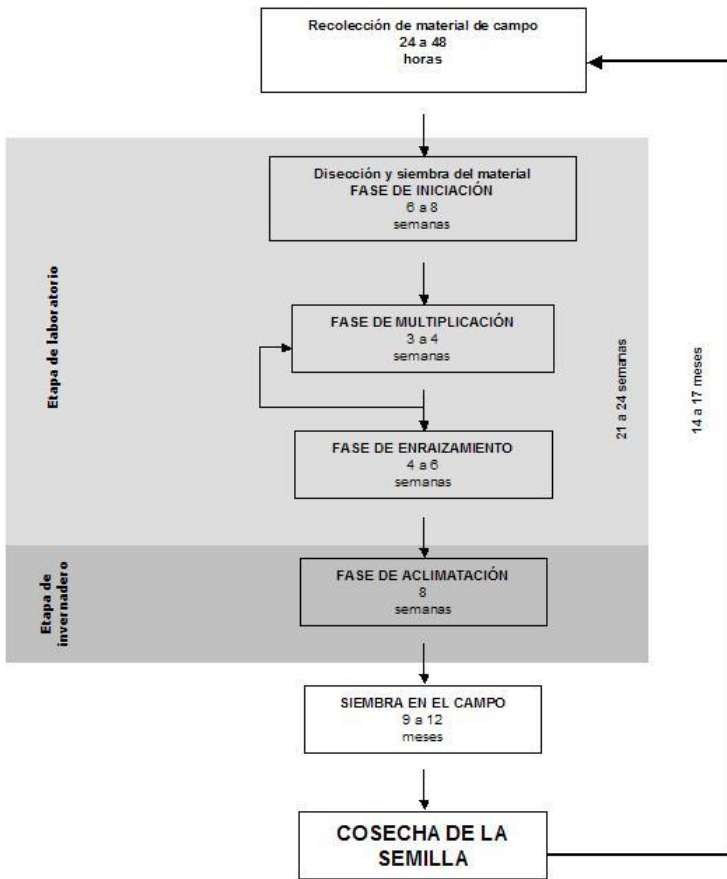 Recolección de material de campo
24 a 48
horas
Disección y siembra del material
FASE DE INICIACIÓN
6 a 8
semanas
Etapa de laboratorio
FASE DE MULTIPLICACIÓN
3 a 4
semanas
21 a 24 semanas
14 a 17 meses
FASE DE ENRAIZAMIENTO
4 a 6
semanas
Etapa de
invernadero
FASE DE ACLIMATACIÓN
8
semanas
SIEMBRA EN EL CAMPO
9 a 12
meses
COSECHA DE LA
SEMILLA